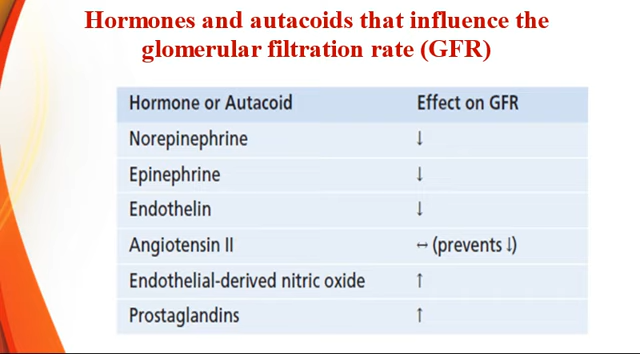 Hormones and autacoids that influence the
glomerular filtration rate (GFR)
Hormone or Autacoid Effect on GFR
Norepinephrine ↓
Epinephrine ↓
Endothelin ↓
Angiotensin II ↔ (prevents ↓)
Endothelial-derived nitric oxide ↑
Prostaglandins ↑